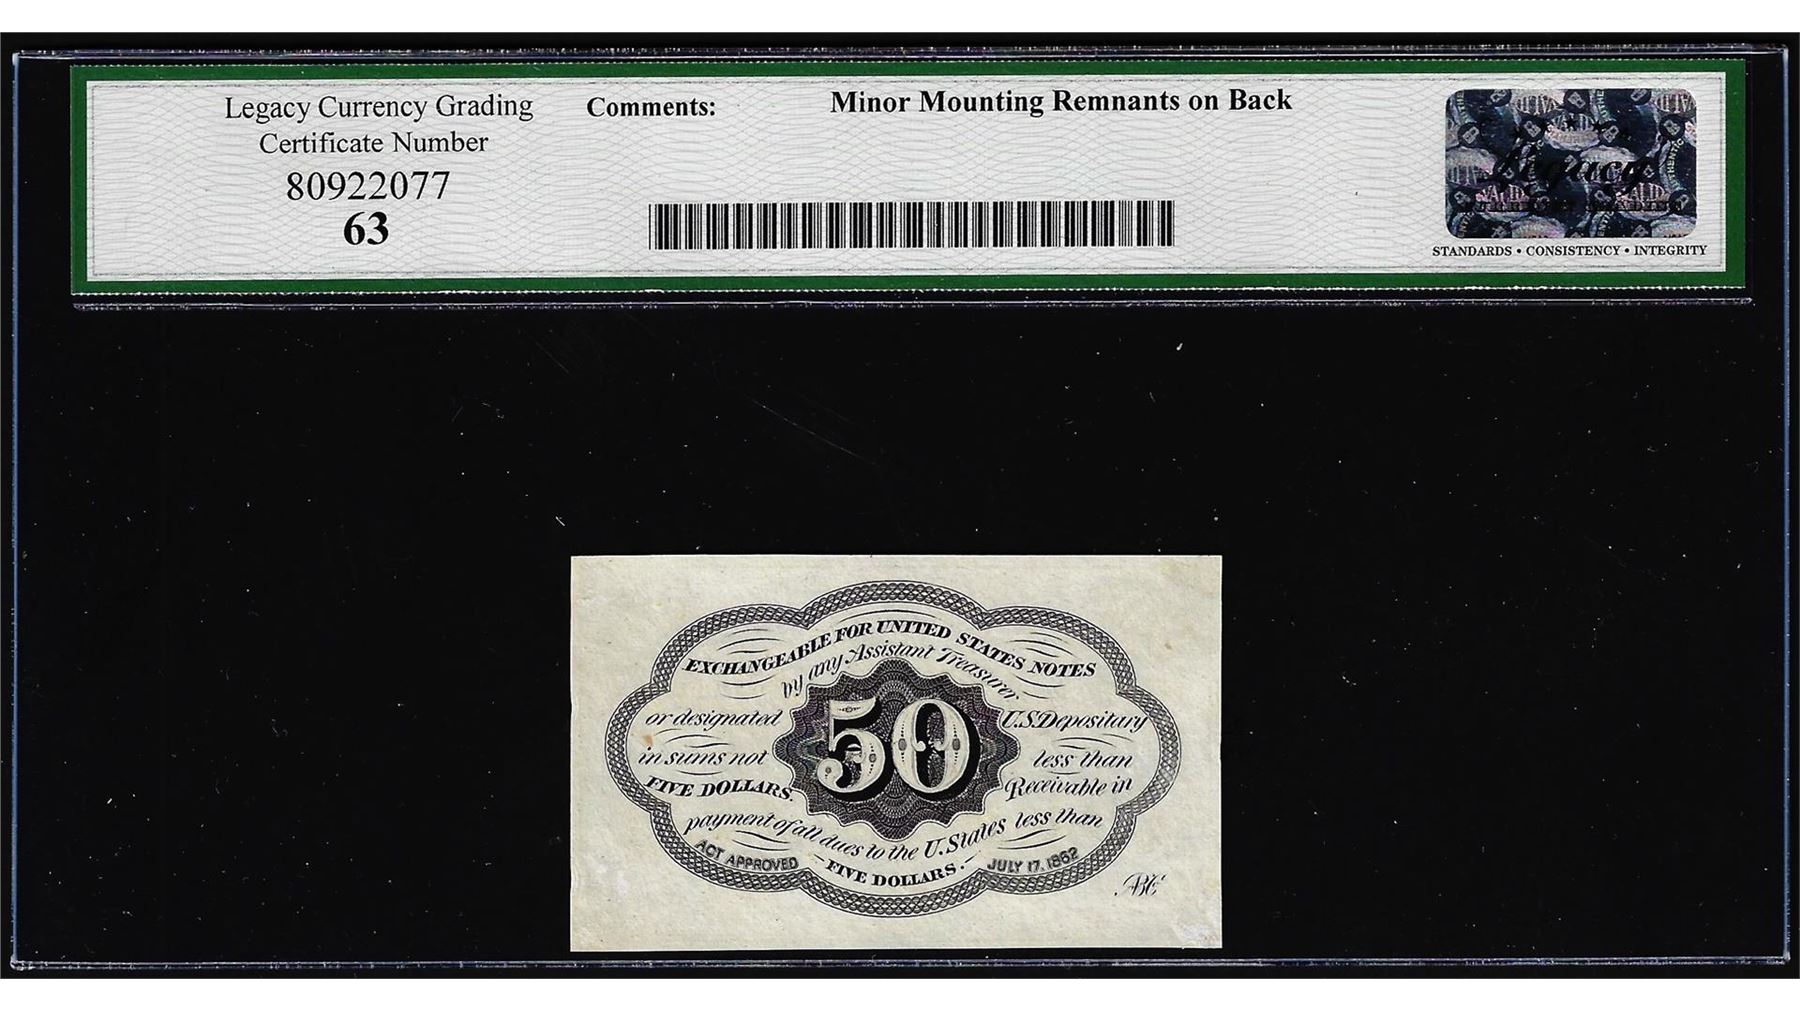 Legacy Currency Grading
Certificate Number
80922077
63
Comments:
Minor Mounting Remnants on Back
Legacy
STANDARDS • CONSISTENCY • INTEGRITY
EXCHANGEABLE FOR UNITED STATES NOTES
by any Assistant Treasurer
or designated U.S. Depositary
in sums not less than
FIVE DOLLARS. Receivable in
payment of all dues to the U. States less than
FIVE DOLLARS.
ACT APPROVED JULY 17, 1862
50
ABCº